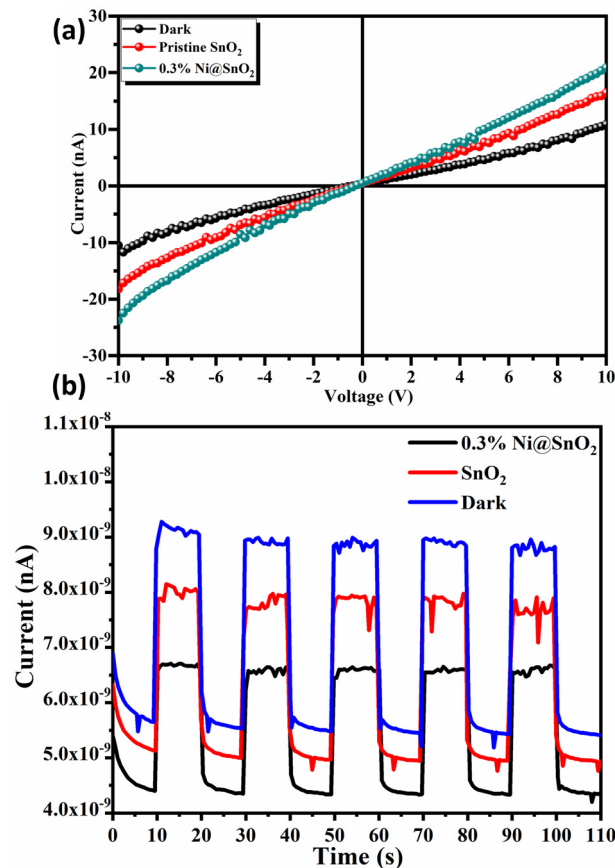 (a)
Dark
Pristine SnO₂
0.3% Ni@SnO₂
30
20
10
0
-10
-20
-30
Current (nA)
-10 -8 -6 -4 -2 0 2 4 6 8 10
Voltage (V)
(b)
0.3% Ni@SnO₂
SnO₂
Dark
1.1x10⁻⁸
1.0x10⁻⁸
9.0x10⁻⁹
8.0x10⁻⁹
7.0x10⁻⁹
6.0x10⁻⁹
5.0x10⁻⁹
4.0x10⁻⁹
Current (nA)
0 10 20 30 40 50 60 70 80 90 100 110
Time (s)